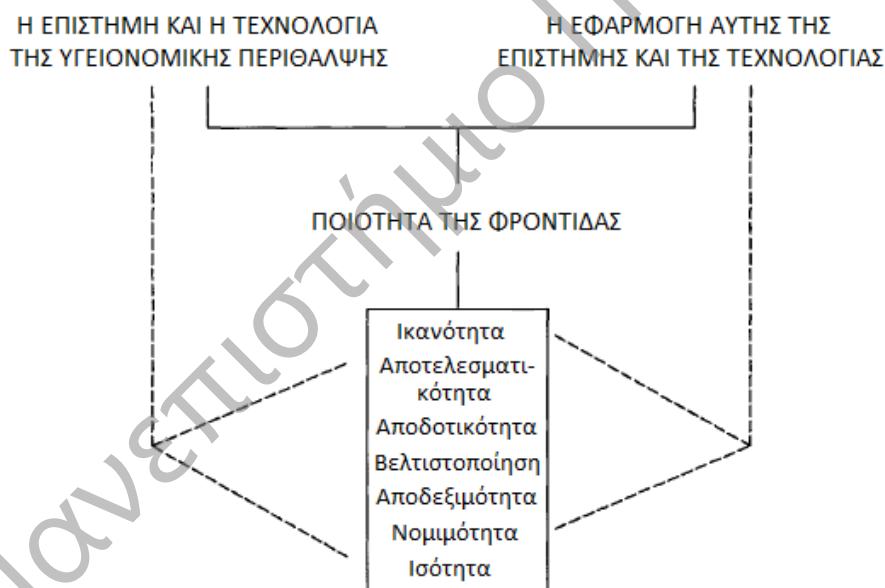 Η ΕΠΙΣΤΗΜΗ ΚΑΙ Η ΤΕΧΝΟΛΟΓΙΑ
ΤΗΣ ΥΓΕΙΟΝΟΜΙΚΗΣ ΠΕΡΙΘΑΛΨΗΣ
Η ΕΦΑΡΜΟΓΗ ΑΥΤΗΣ ΤΗΣ
ΕΠΙΣΤΗΜΗΣ ΚΑΙ ΤΗΣ ΤΕΧΝΟΛΟΓΙΑΣ
ΠΟΙΟΤΗΤΑ ΤΗΣ ΦΡΟΝΤΙΔΑΣ
Ικανότητα
Αποτελεσματι-
κότητα
Αποδοτικότητα
Βελτιστοποίηση
Αποδεξιμότητα
Νομιμότητα
Ισότητα
Πανεπιστήμιο